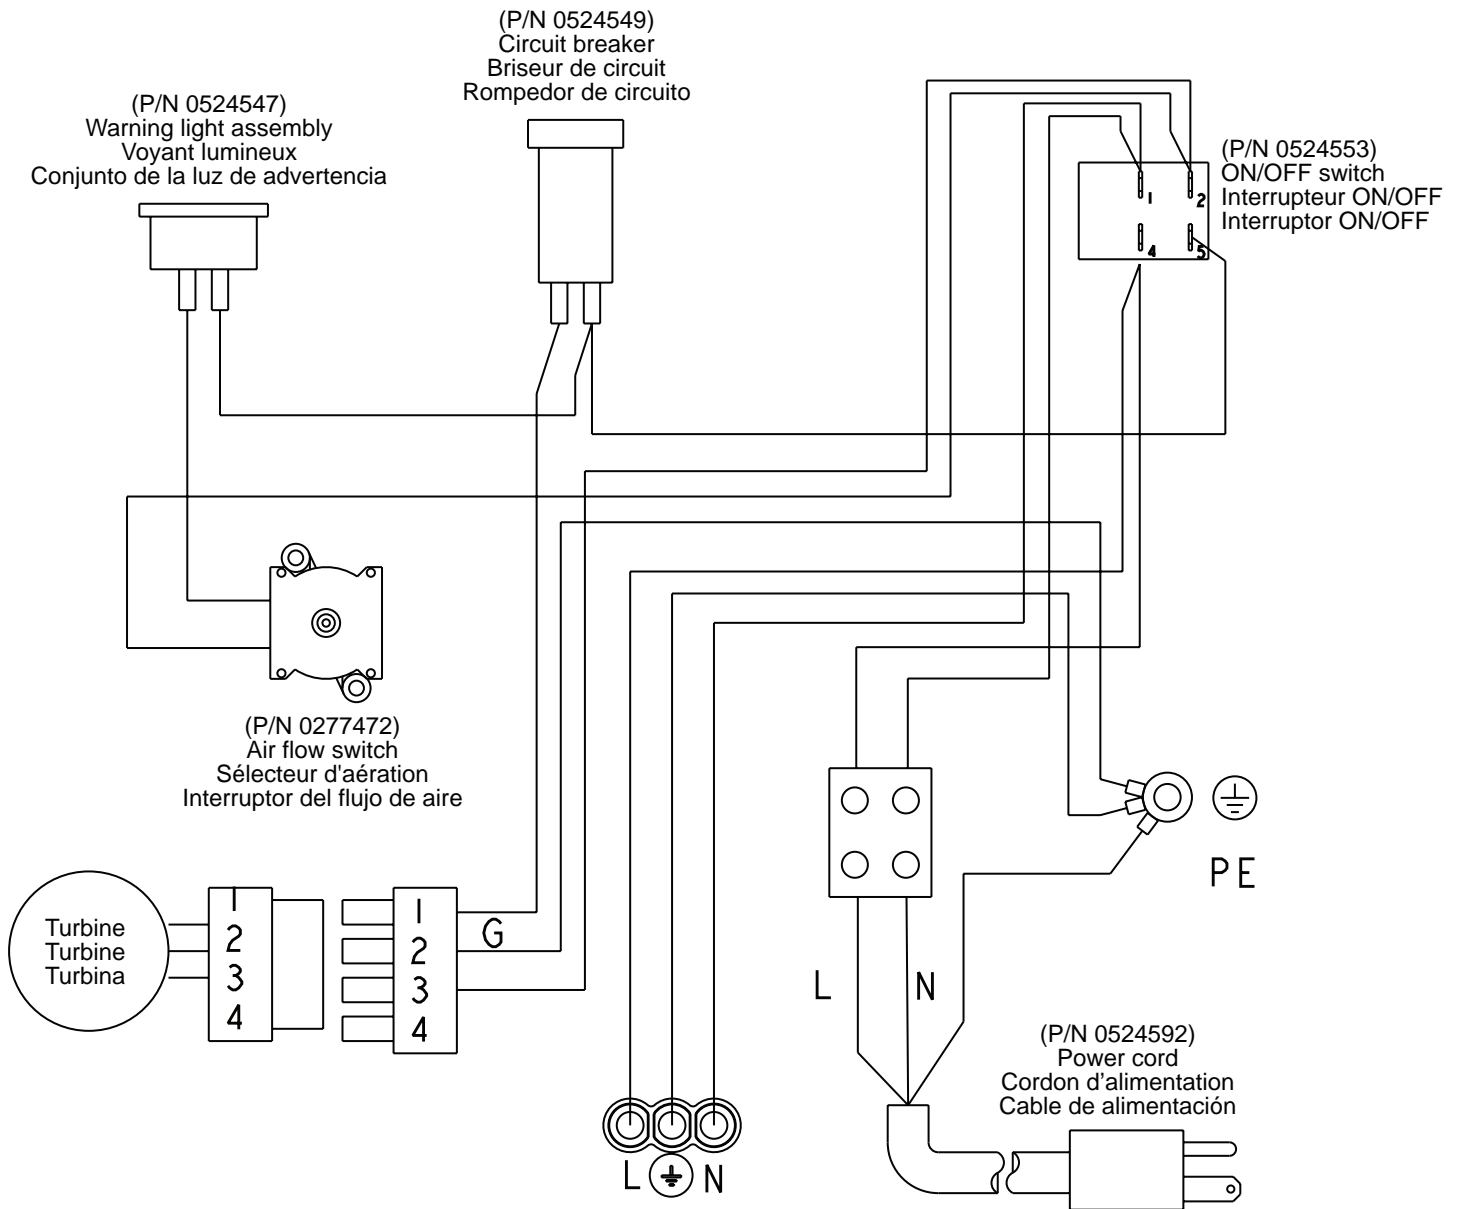 (P/N 0524549)
Circuit breaker
Briseur de circuit
Rompedor de circuito
(P/N 0524547)
Warning light assembly
Voyant lumineux
Conjunto de la luz de advertencia
(P/N 0524553)
ON/OFF switch
Interrupteur ON/OFF
Interruptor ON/OFF
1 2
4 5
(P/N 0277472)
Air flow switch
Sélecteur d'aération
Interruptor del flujo de aire
PE
Turbine
Turbine
Turbina
1
2
3
4
1
2
3
4
G
L N
(P/N 0524592)
Power cord
Cordon d’alimentation
Cable de alimentación
L N